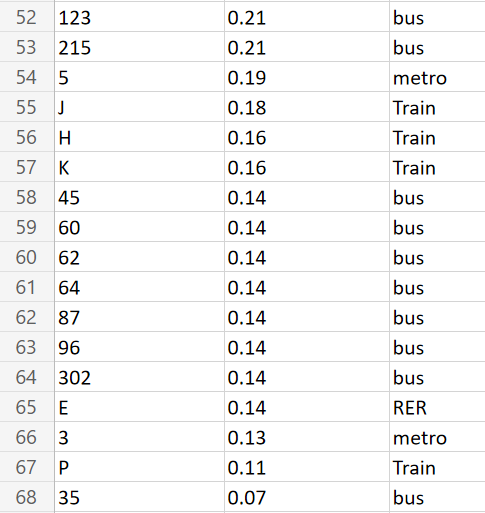 52 123 0.21 bus
53 215 0.21 bus
54 5 0.19 metro
55 J 0.18 Train
56 H 0.16 Train
57 K 0.16 Train
58 45 0.14 bus
59 60 0.14 bus
60 62 0.14 bus
61 64 0.14 bus
62 87 0.14 bus
63 96 0.14 bus
64 302 0.14 bus
65 E 0.14 RER
66 3 0.13 metro
67 P 0.11 Train
68 35 0.07 bus